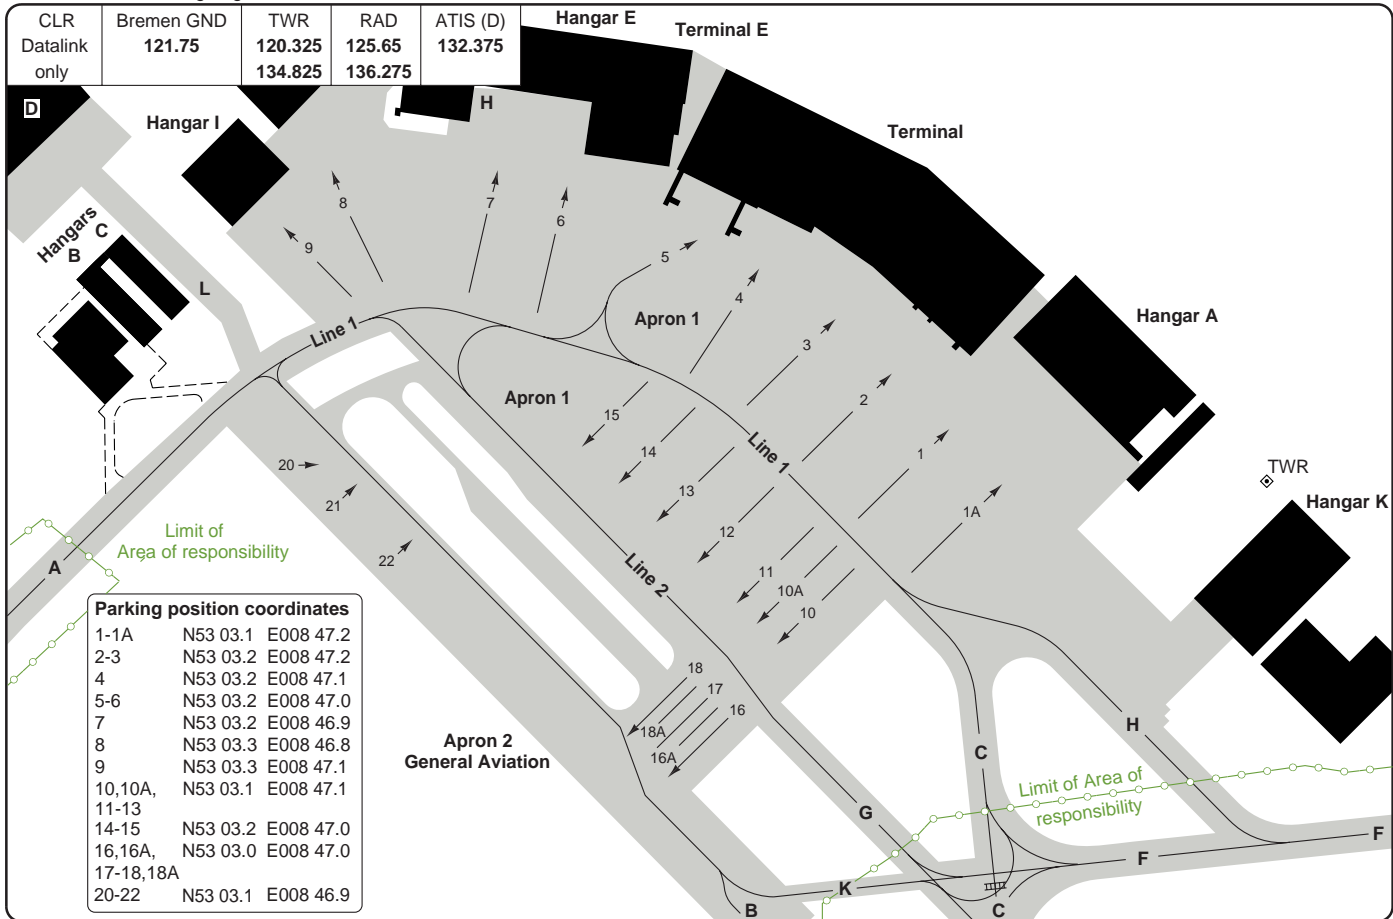 CLR Bremen GND TWR RAD ATIS (D)
Datalink 121.75 120.325 125.65 132.375
only 134.825 136.275
Hangar E
Terminal E
D
H
Hangar I
Terminal
8
7
6
Hangars
C
B
9
5
L
4
Line 1
Apron 1
Hangar A
3
Apron 1
2
15
14
Line 1
1
20
13
TWR
21
1A
Hangar K
Limit of
Area of responsibility
12
22
A
11
Line 2
10A
10
Parking position coordinates
1-1A N53 03.1 E008 47.2
2-3 N53 03.2 E008 47.2
4 N53 03.2 E008 47.1
5-6 N53 03.2 E008 47.0
7 N53 03.2 E008 46.9
8 N53 03.3 E008 46.8
9 N53 03.3 E008 47.1
10,10A, N53 03.1 E008 47.1
11-13
14-15 N53 03.2 E008 47.0
16,16A, N53 03.0 E008 47.0
17-18,18A
20-22 N53 03.1 E008 46.9
18
17
16
18A
16A
Apron 2
General Aviation
H
C
Limit of Area of
responsibility
G
F
F
K
B
C